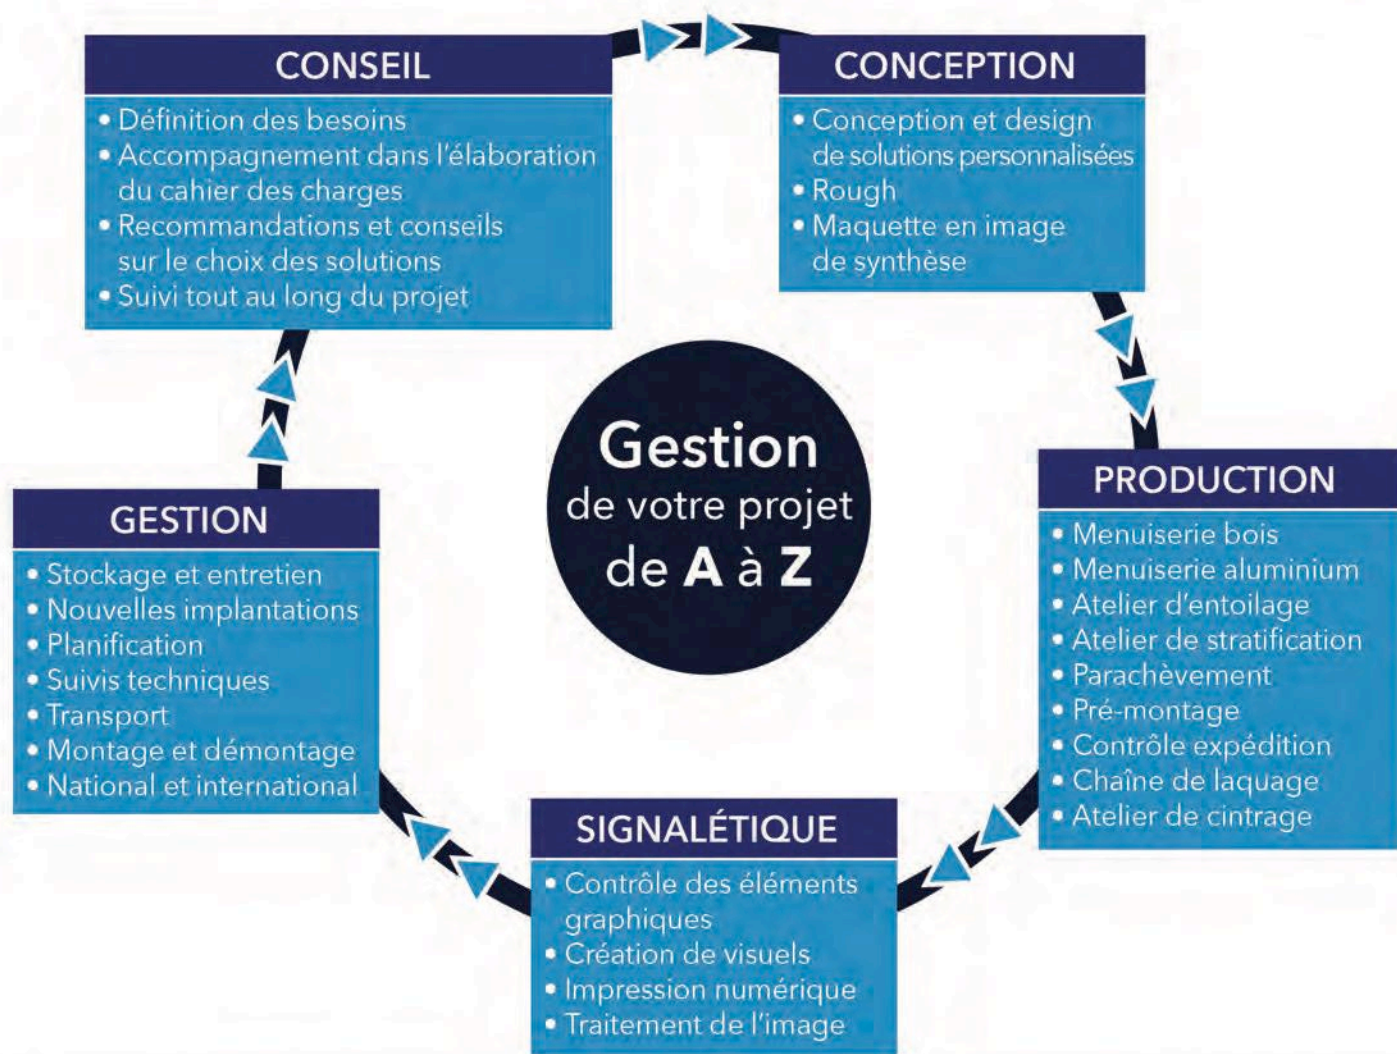 CONSEIL
• Définition des besoins
• Accompagnement dans l'élaboration
du cahier des charges
• Recommandations et conseils
sur le choix des solutions
• Suivi tout au long du projet
CONCEPTION
• Conception et design
de solutions personnalisées
• Rough
• Maquette en image
de synthèse
Gestion
de votre projet
de A à Z
PRODUCTION
• Menuiserie bois
• Menuiserie aluminium
• Atelier d'entoilage
• Atelier de stratification
• Parachèvement
• Pré-montage
• Contrôle expédition
• Chaîne de laquage
• Atelier de cintrage
SIGNALÉTIQUE
• Contrôle des éléments
graphiques
• Création de visuels
• Impression numérique
• Traitement de l'image
GESTION
• Stockage et entretien
• Nouvelles implantations
• Planification
• Suivis techniques
• Transport
• Montage et démontage
• National et international